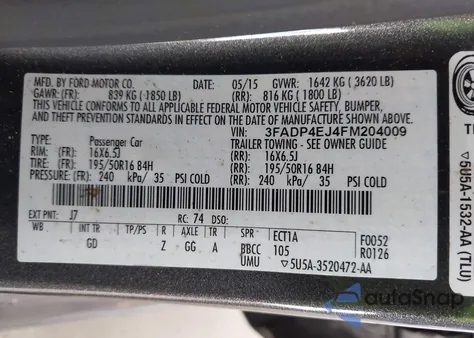 MFD. BY FORD MOTOR CO. DATE: 05/15 GVWR: 1642 KG ( 3620 LB)
GAWR: (FR): 839 KG ( 1850 LB) (RR): 816 KG ( 1800 LB)
THIS VEHICLE CONFORMS TO ALL APPLICABLE FEDERAL MOTOR VEHICLE SAFETY, BUMPER,
AND THEFT PREVENTION STANDARDS IN EFFECT ON THE DATE OF MANUFACTURE SHOWN ABOVE.
VIN: 3FADP4EJ4FM204009
TYPE: Passenger Car TRAILER TOWING - SEE OWNER GUIDE
RIM: (FR): 16X6.5J (RR): 16X6.5J
TIRE: (FR): 195/50R16 84H (RR): 195/50R16 84H
PRESSURE: (FR): 240 kPa/ 35 PSI COLD (RR): 240 kPa/ 35 PSI COLD
EXT PNT: J7 RC: 74 DSO:
WB INT TR TP/PS R AXLE TR SPR ECT1A F0052
GD Z GG A BBCC 105 R0126
UMU ▽5U5A-3520472-AA
▽5U5A-1532-AA (TLU)
autoSnap